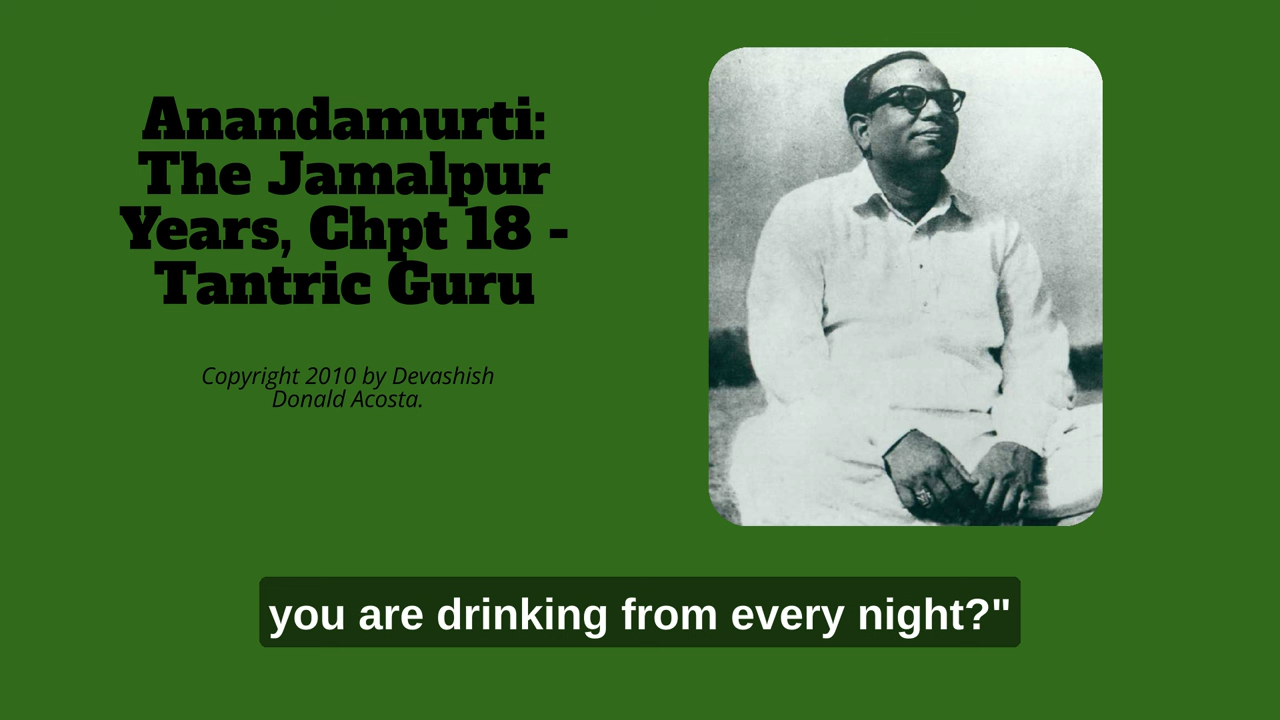 Anandamurti:
The Jamalpur
Years, Chpt 18 -
Tantric Guru
Copyright 2010 by Devashish
Donald Acosta.
you are drinking from every night?"